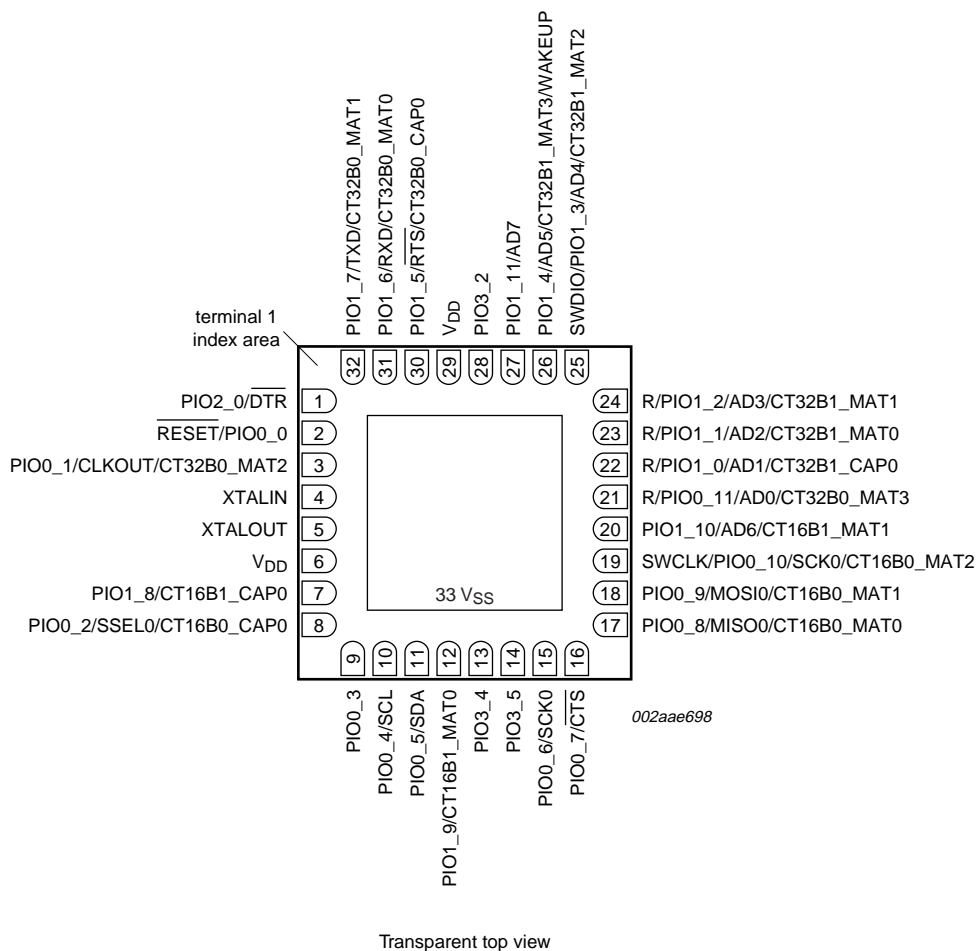 PIO1_7/TXD/CT32B0_MAT1
PIO1_6/RXD/CT32B0_MAT0
PIO1_5/RTS/CT32B0_CAP0
VDD
PIO3_2
PIO1_11/AD7
PIO1_4/AD5/CT32B1_MAT3/WAKEUP
SWDIO/PIO1_3/AD4/CT32B1_MAT2
terminal 1
index area
32
31
30
29
28
27
26
25
PIO2_0/DTR 1
RESET/PIO0_0 2
PIO0_1/CLKOUT/CT32B0_MAT2 3
XTALIN 4
XTALOUT 5
VDD 6
PIO1_8/CT16B1_CAP0 7
PIO0_2/SSEL0/CT16B0_CAP0 8
24 R/PIO1_2/AD3/CT32B1_MAT1
23 R/PIO1_1/AD2/CT32B1_MAT0
22 R/PIO1_0/AD1/CT32B1_CAP0
21 R/PIO0_11/AD0/CT32B0_MAT3
20 PIO1_10/AD6/CT16B1_MAT1
19 SWCLK/PIO0_10/SCK0/CT16B0_MAT2
18 PIO0_9/MOSI0/CT16B0_MAT1
17 PIO0_8/MISO0/CT16B0_MAT0
33 VSS
9
10
11
12
13
14
15
16
PIO0_3
PIO0_4/SCL
PIO0_5/SDA
PIO1_9/CT16B1_MAT0
PIO3_4
PIO3_5
PIO0_6/SCK0
PIO0_7/CTS
002aae698
Transparent top view